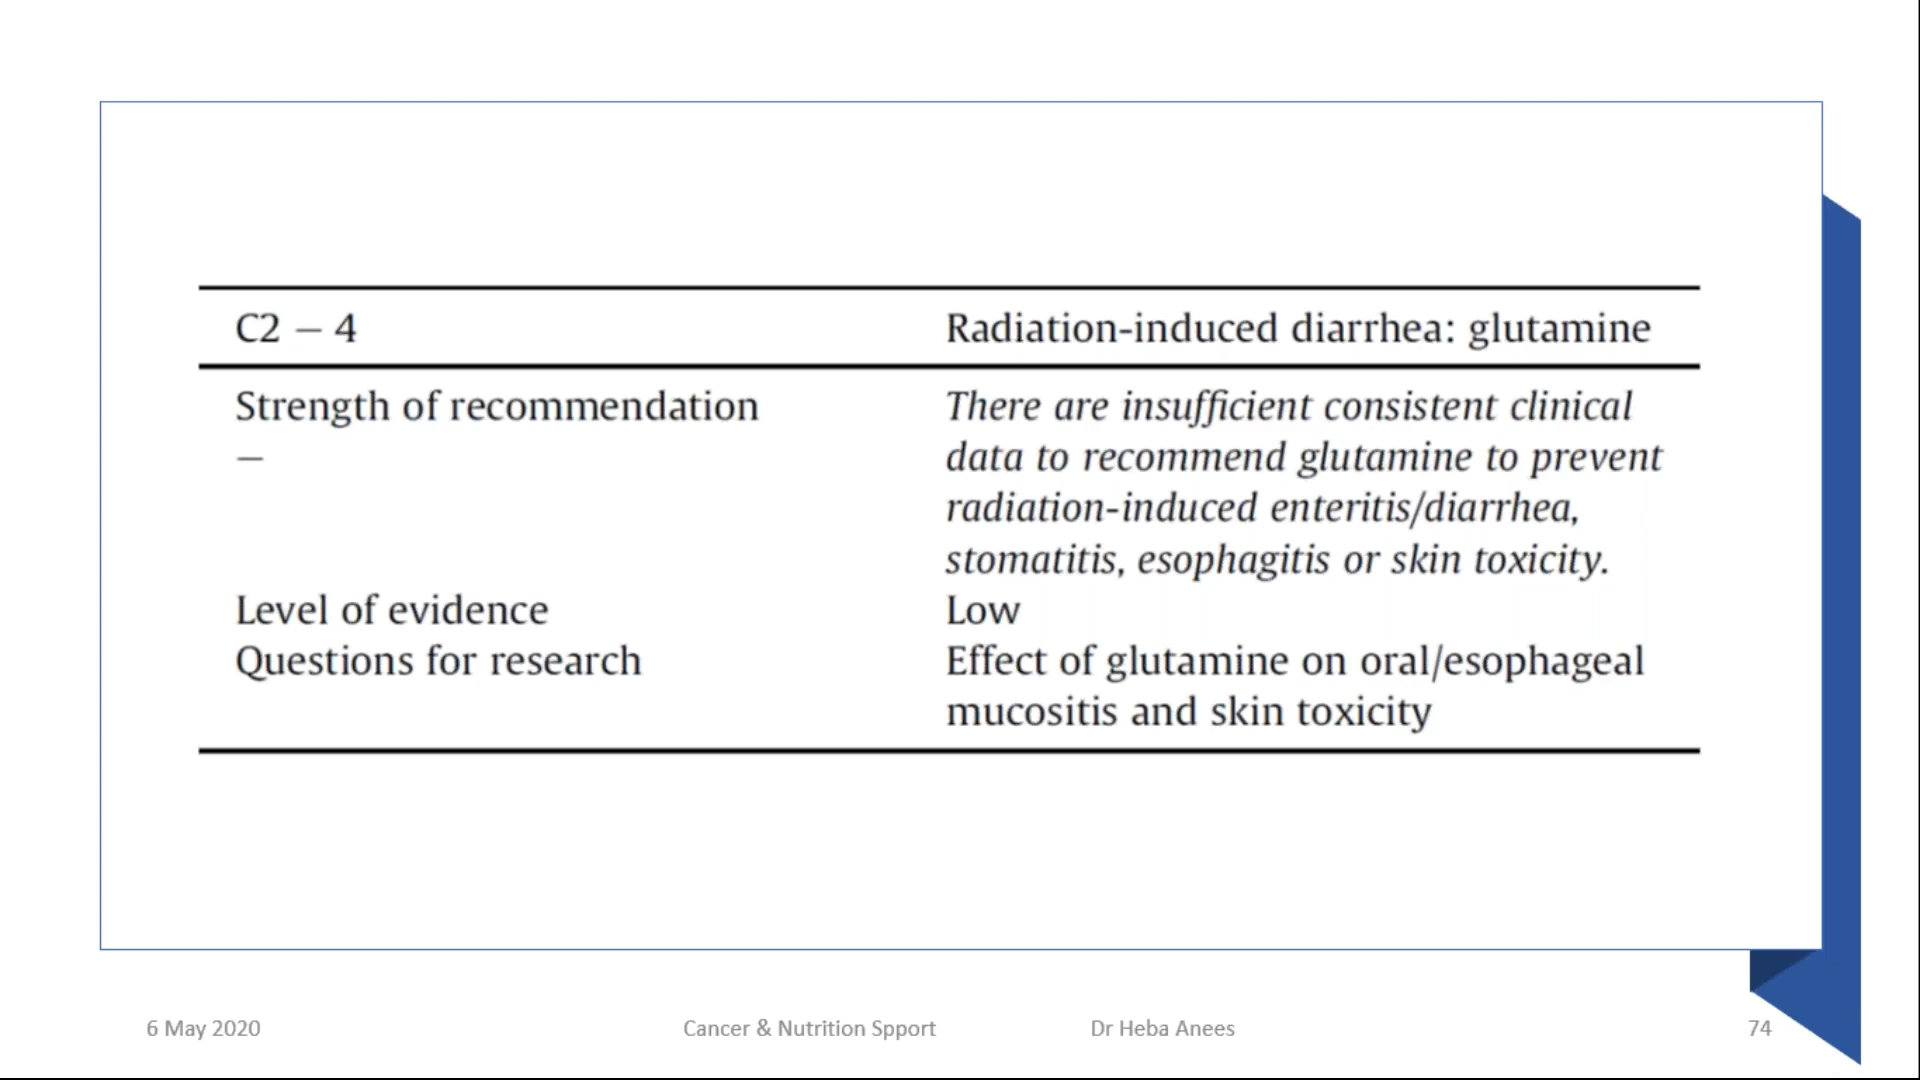 C2 – 4 Radiation-induced diarrhea: glutamine
Strength of recommendation There are insufficient consistent clinical
– data to recommend glutamine to prevent
radiation-induced enteritis/diarrhea,
stomatitis, esophagitis or skin toxicity.
Level of evidence Low
Questions for research Effect of glutamine on oral/esophageal
mucositis and skin toxicity
6 May 2020 Cancer & Nutrition Spport Dr Heba Anees 74